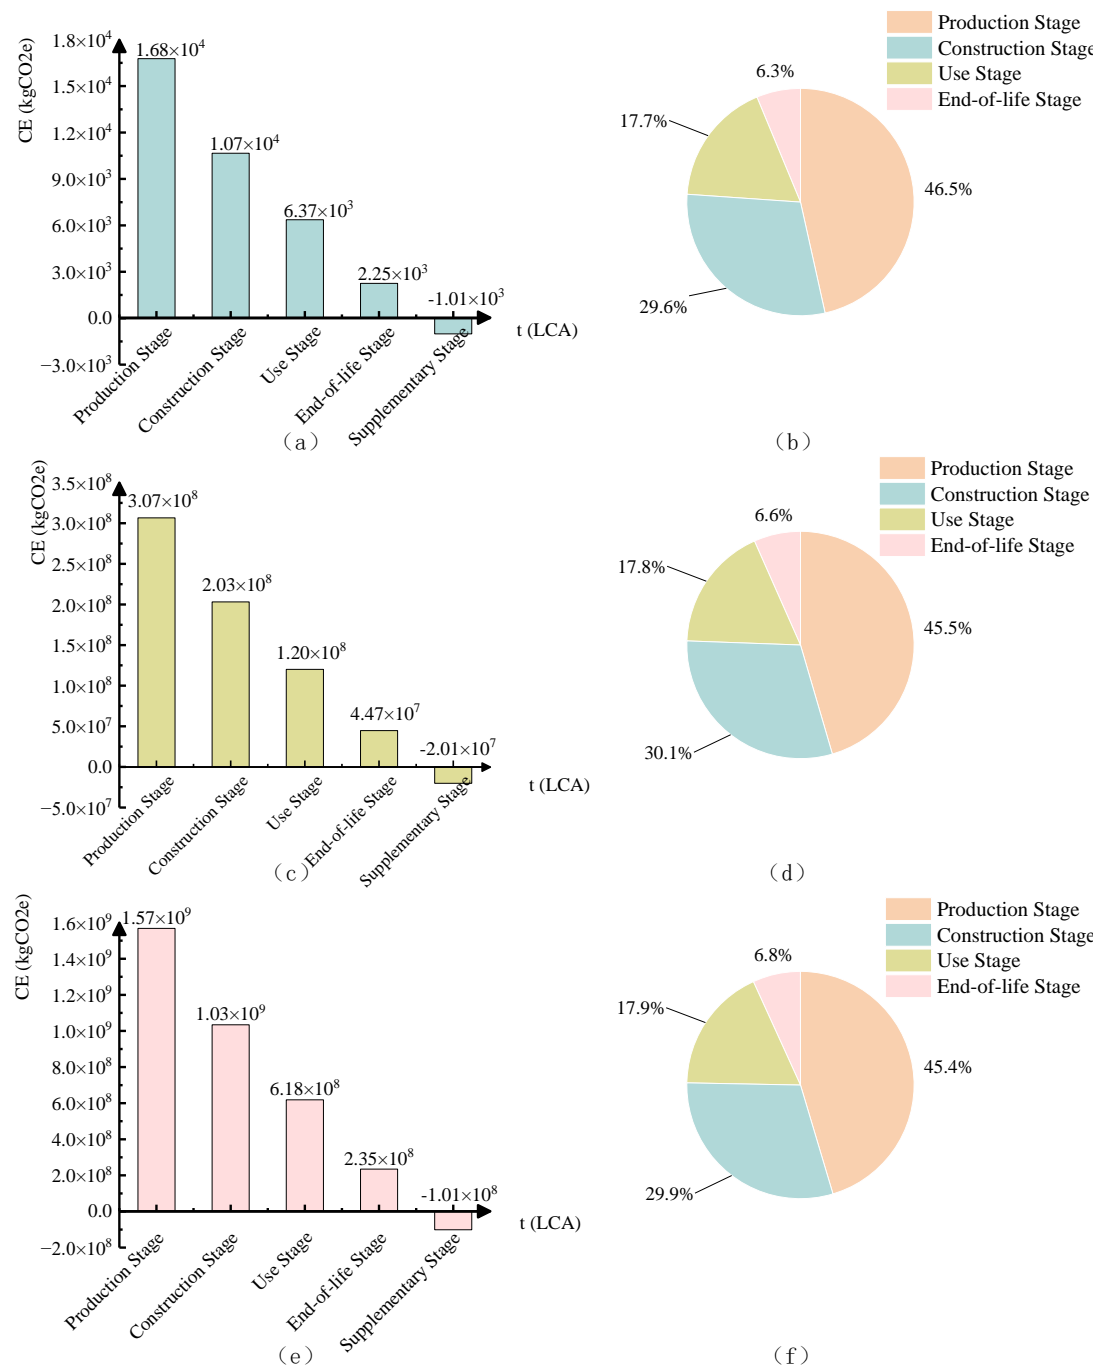 CE (kgCO2e)
1.8×10⁴
1.5×10⁴
1.2×10⁴
9.0×10³
6.0×10³
3.0×10³
0.0
−3.0×10³
1.68×10⁴
1.07×10⁴
6.37×10³
2.25×10³
-1.01×10³
t (LCA)
Production Stage
Construction Stage
Use Stage
End-of-life Stage
Supplementary Stage
(a)
Production Stage
Construction Stage
Use Stage
End-of-life Stage
6.3%
17.7%
46.5%
29.6%
(b)
CE (kgCO2e)
3.5×10⁸
3.0×10⁸
2.5×10⁸
2.0×10⁸
1.5×10⁸
1.0×10⁸
5.0×10⁷
0.0
−5.0×10⁷
3.07×10⁸
2.03×10⁸
1.20×10⁸
4.47×10⁷
-2.01×10⁷
t (LCA)
Production Stage
Construction Stage
Use Stage
End-of-life Stage
Supplementary Stage
(c)
Production Stage
Construction Stage
Use Stage
End-of-life Stage
6.6%
17.8%
45.5%
30.1%
(d)
CE (kgCO2e)
1.6×10⁹
1.4×10⁹
1.2×10⁹
1.0×10⁹
8.0×10⁸
6.0×10⁸
4.0×10⁸
2.0×10⁸
0.0
−2.0×10⁸
1.57×10⁹
1.03×10⁹
6.18×10⁸
2.35×10⁸
-1.01×10⁸
t (LCA)
Production Stage
Construction Stage
Use Stage
End-of-life Stage
Supplementary Stage
(e)
Production Stage
Construction Stage
Use Stage
End-of-life Stage
6.8%
17.9%
45.4%
29.9%
(f)